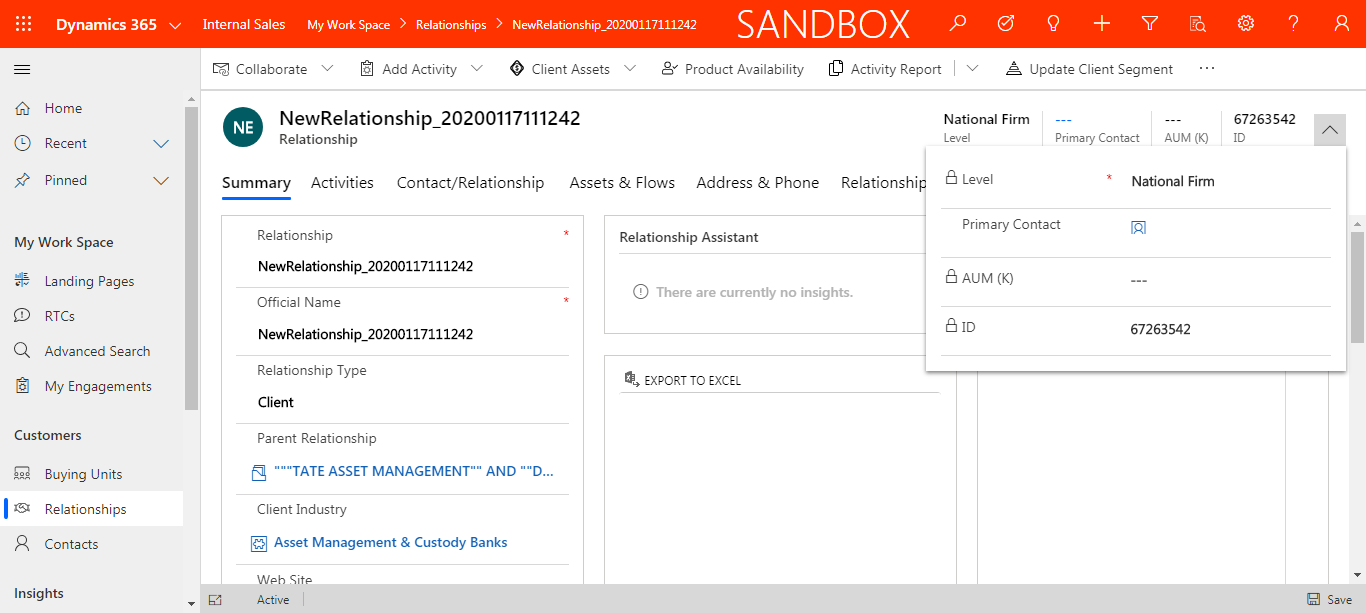 Dynamics 365 Internal Sales My Work Space Relationships NewRelationship_20200117111242 SANDBOX
Collaborate Add Activity Client Assets Product Availability Activity Report Update Client Segment ...
Home
Recent
Pinned
My Work Space
Landing Pages
RTCs
Advanced Search
My Engagements
Customers
Buying Units
Relationships
Contacts
Insights
NE
NewRelationship_20200117111242
Relationship
National Firm
Level
---
Primary Contact
---
AUM (K)
67263542
ID
Summary Activities Contact/Relationship Assets & Flows Address & Phone Relationship
Relationship *
NewRelationship_20200117111242
Official Name *
NewRelationship_20200117111242
Relationship Type
Client
Parent Relationship
"""TATE ASSET MANAGEMENT"" AND ""D...
Client Industry
Asset Management & Custody Banks
Web Site
Relationship Assistant
There are currently no insights.
EXPORT TO EXCEL
Level * National Firm
Primary Contact
AUM (K) ---
ID 67263542
Active
Save